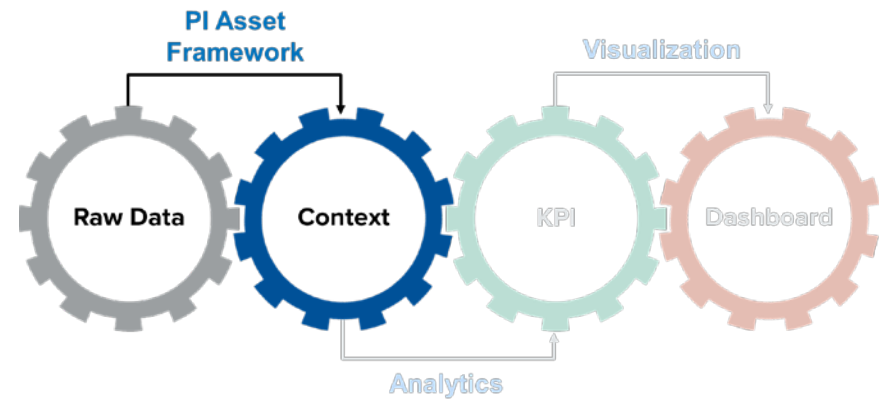 PI Asset
Framework
Visualization
Raw Data
Context
KPI
Dashboard
Analytics